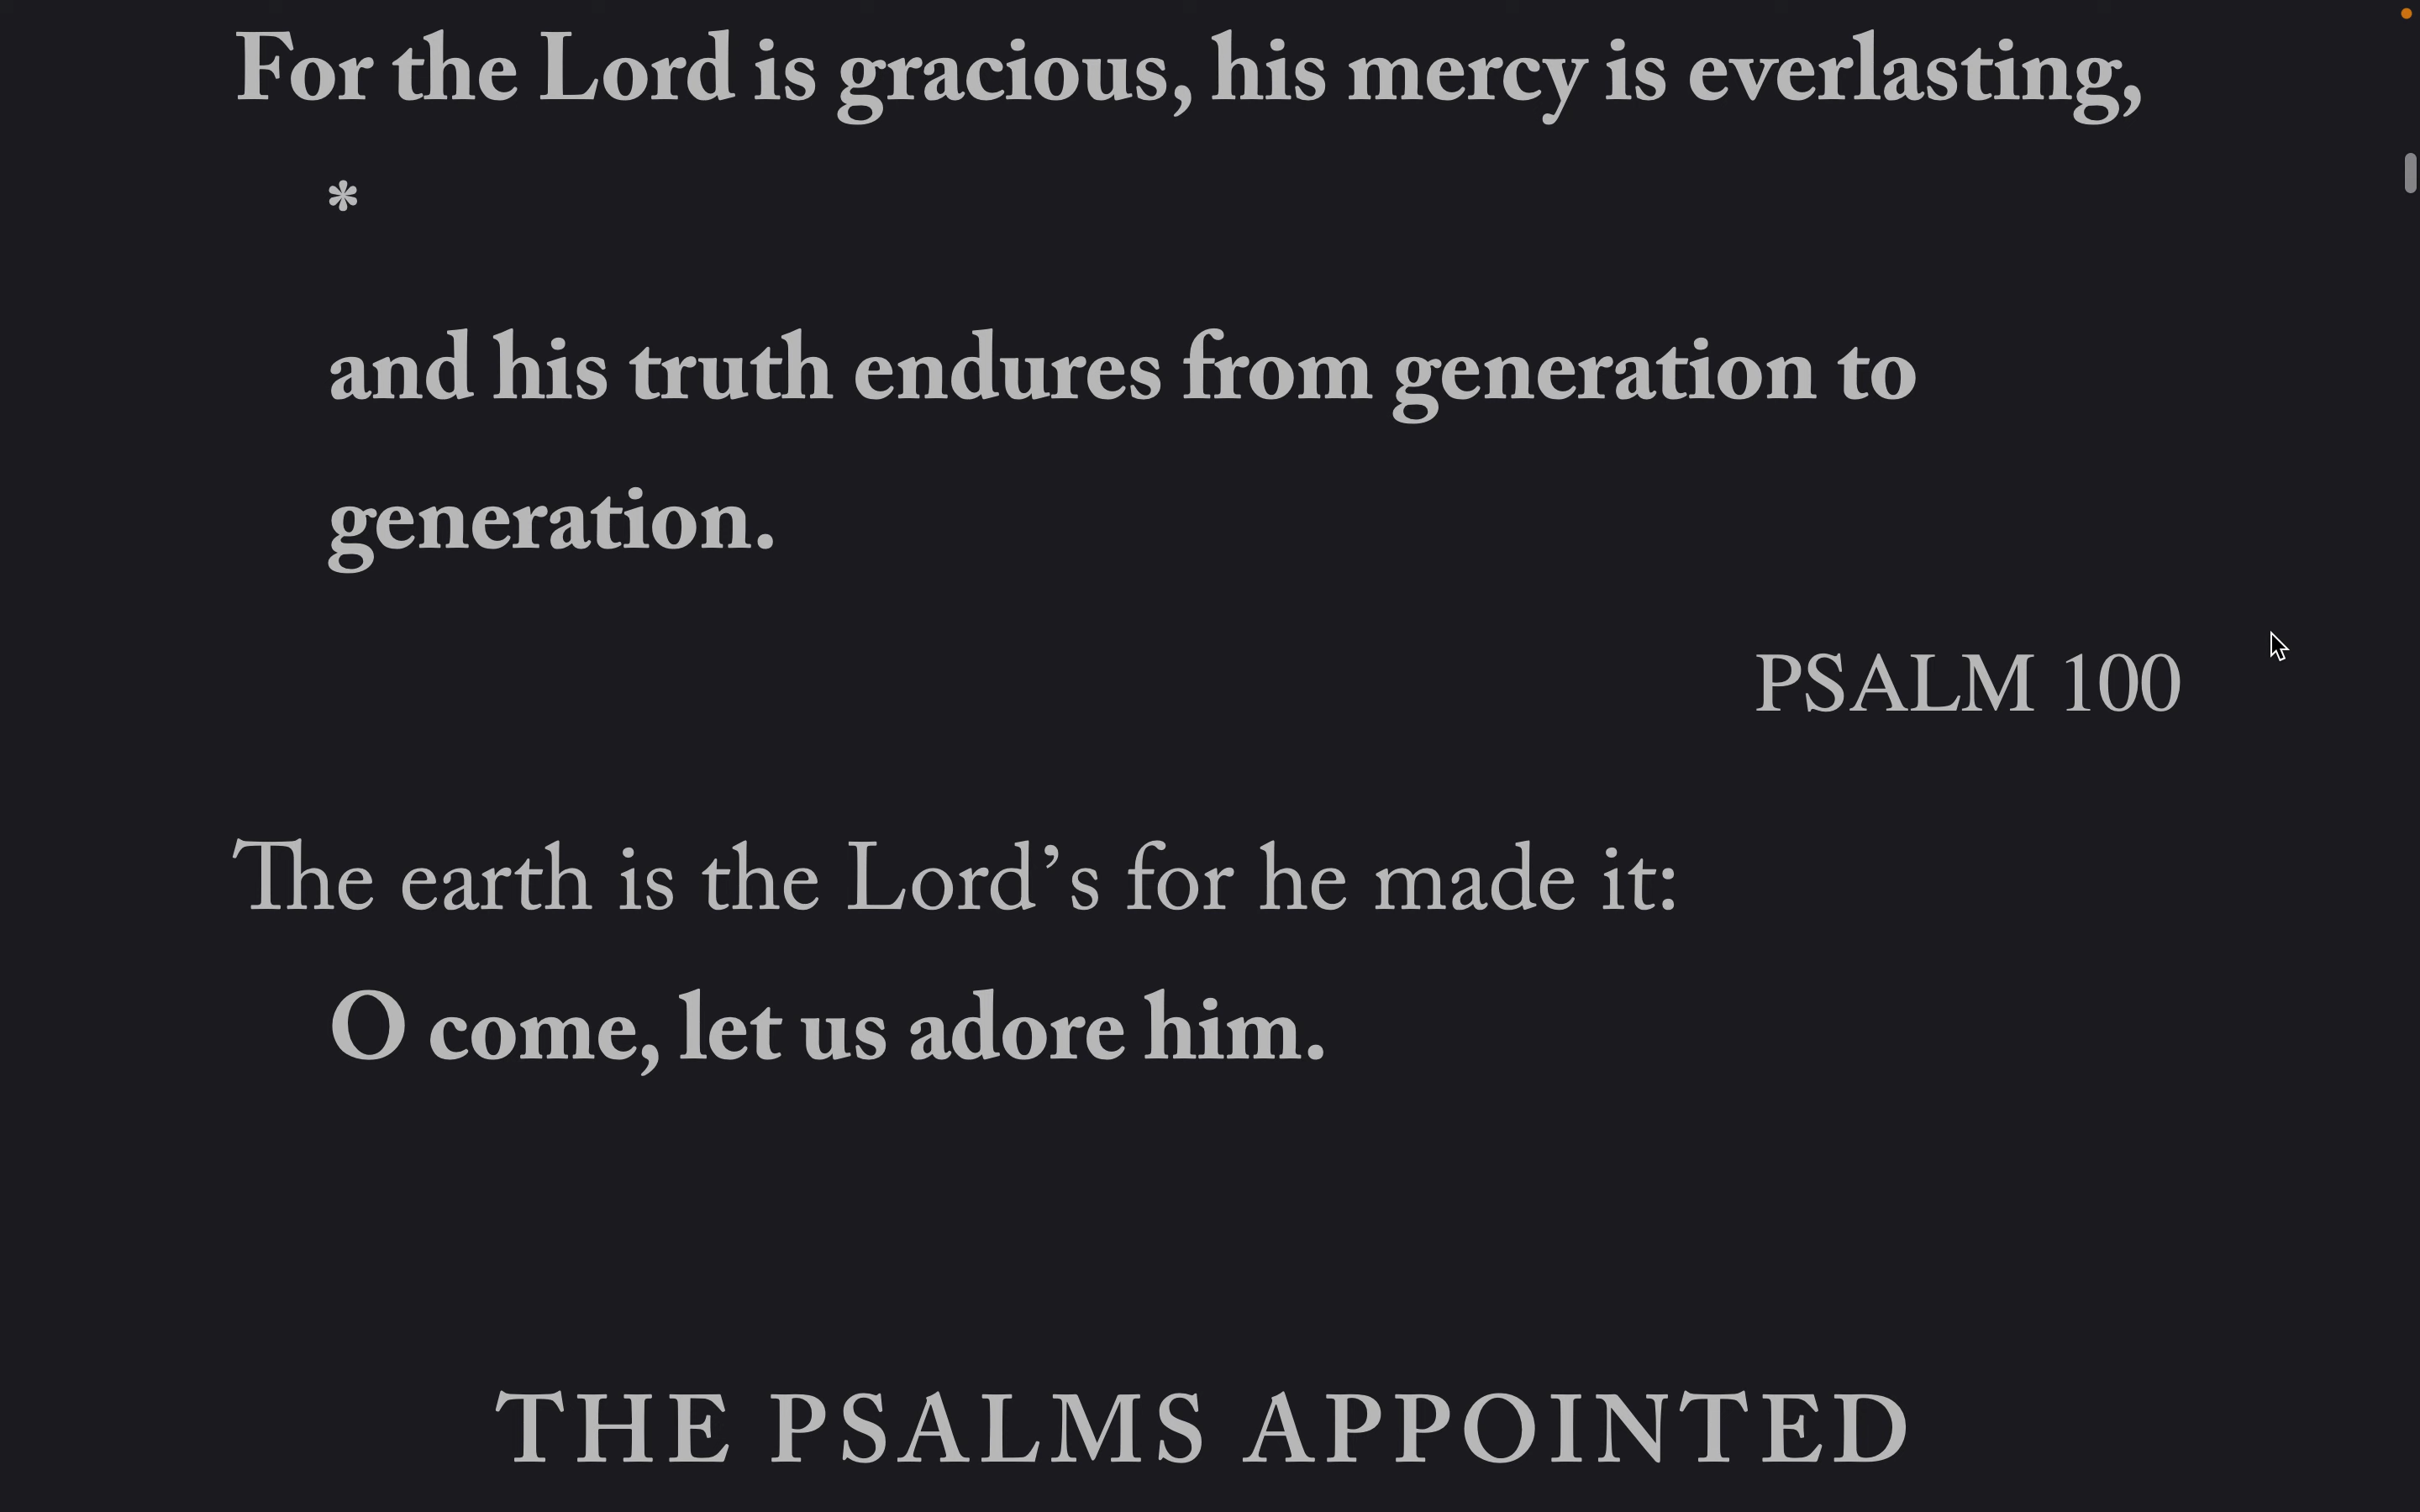 For the Lord is gracious, his mercy is everlasting,
*
and his truth endures from generation to
generation.
PSALM 100
The earth is the Lord’s for he made it:
O come, let us adore him.
THE PSALMS APPOINTED